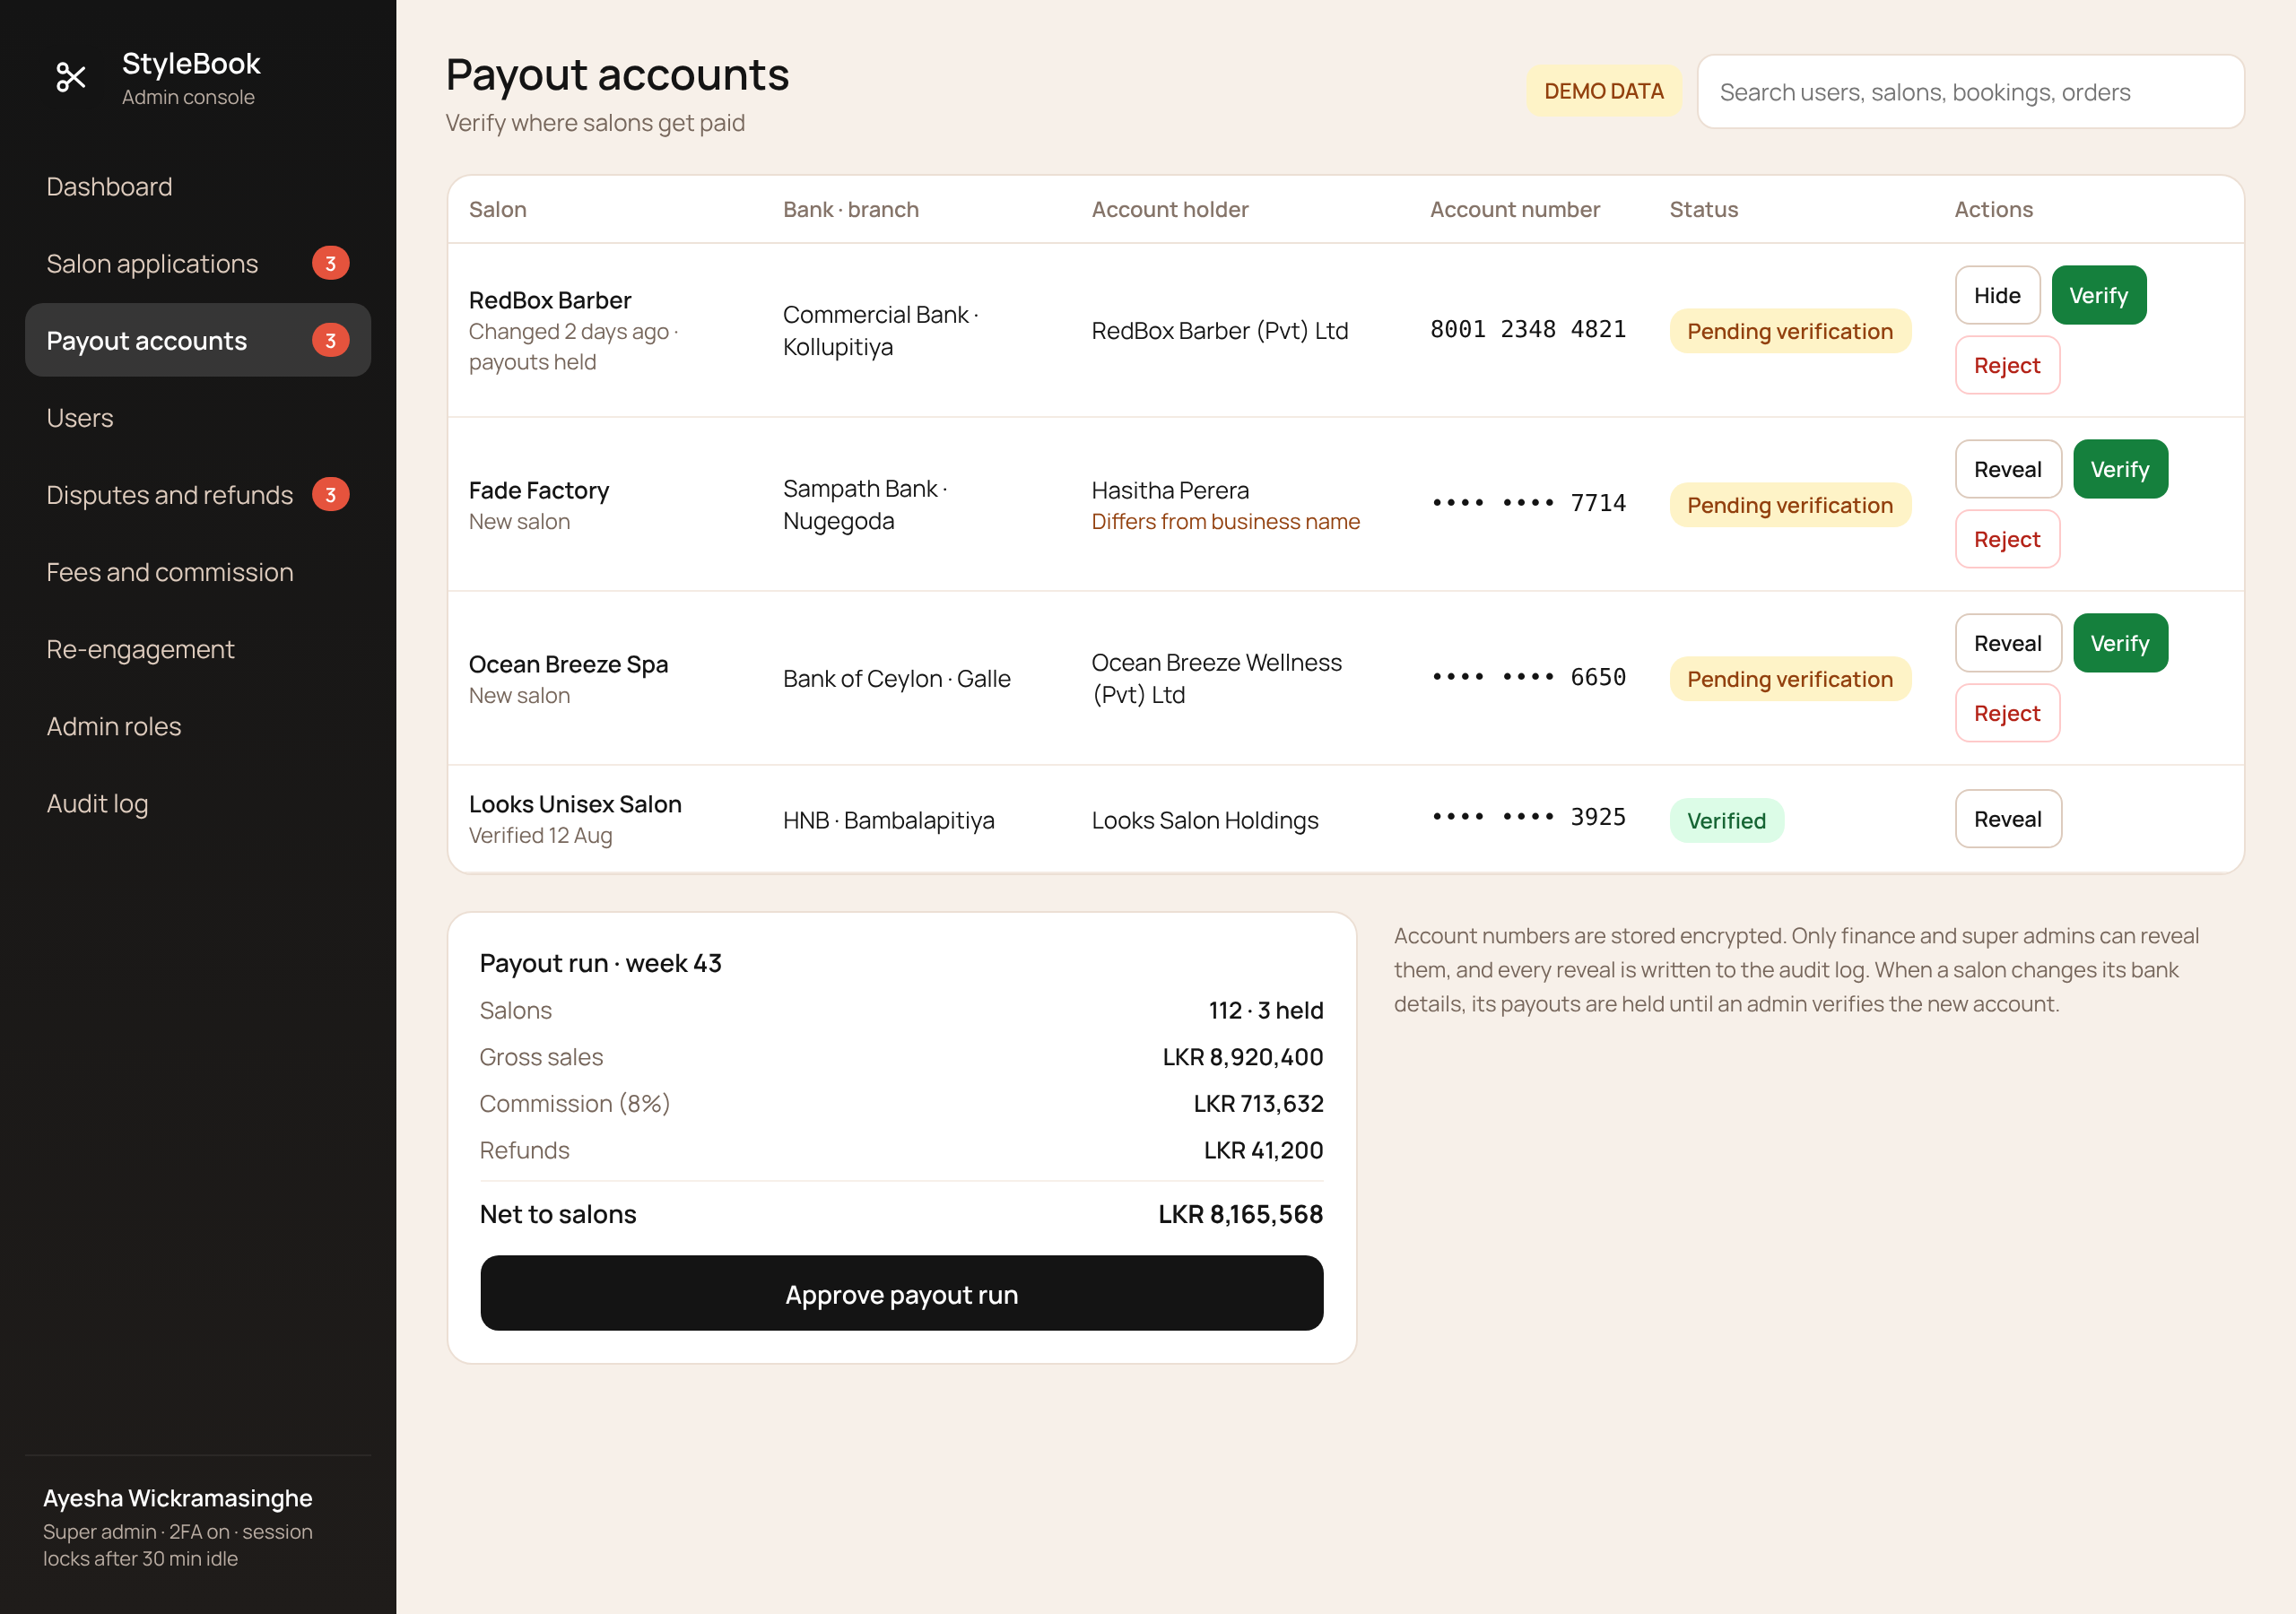 StyleBook
Admin console
Dashboard
Salon applications 3
Payout accounts 3
Users
Disputes and refunds 3
Fees and commission
Re-engagement
Admin roles
Audit log
Ayesha Wickramasinghe
Super admin · 2FA on · session
locks after 30 min idle
Payout accounts
Verify where salons get paid
DEMO DATA
Search users, salons, bookings, orders
Salon
Bank · branch
Account holder
Account number
Status
Actions
RedBox Barber
Changed 2 days ago ·
payouts held
Commercial Bank ·
Kollupitiya
RedBox Barber (Pvt) Ltd
8001 2348 4821
Pending verification
Hide
Verify
Reject
Fade Factory
New salon
Sampath Bank ·
Nugegoda
Hasitha Perera
Differs from business name
•••• •••• 7714
Pending verification
Reveal
Verify
Reject
Ocean Breeze Spa
New salon
Bank of Ceylon · Galle
Ocean Breeze Wellness
(Pvt) Ltd
•••• •••• 6650
Pending verification
Reveal
Verify
Reject
Looks Unisex Salon
Verified 12 Aug
HNB · Bambalapitiya
Looks Salon Holdings
•••• •••• 3925
Verified
Reveal
Payout run · week 43
Salons 112 · 3 held
Gross sales LKR 8,920,400
Commission (8%) LKR 713,632
Refunds LKR 41,200
Net to salons LKR 8,165,568
Approve payout run
Account numbers are stored encrypted. Only finance and super admins can reveal
them, and every reveal is written to the audit log. When a salon changes its bank
details, its payouts are held until an admin verifies the new account.